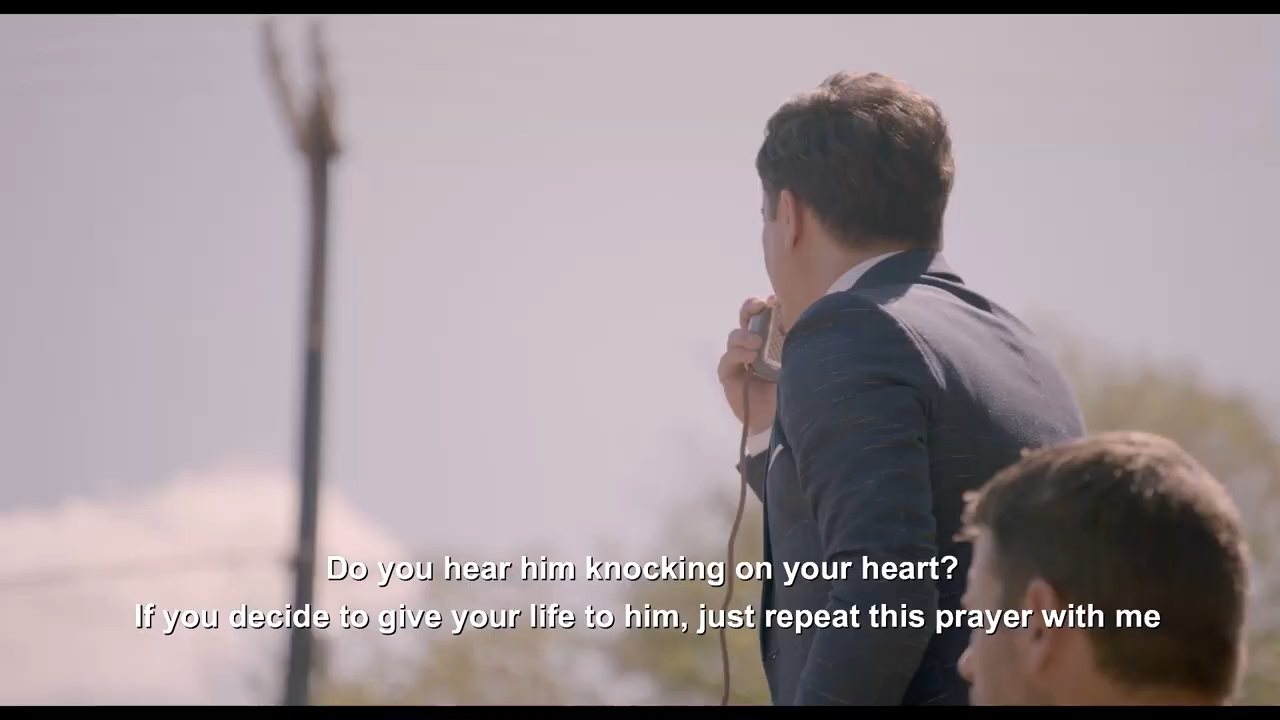 Do you hear him knocking on your heart?
If you decide to give your life to him, just repeat this prayer with me